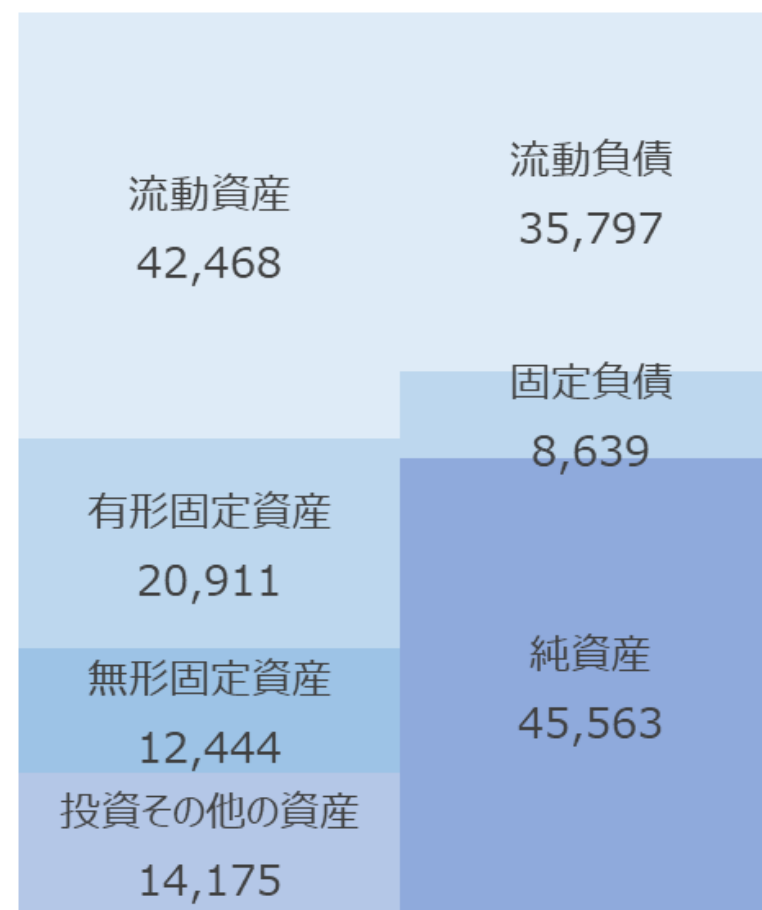 流動資産
42,468
有形固定資産
20,911
無形固定資産
12,444
投資その他の資産
14,175
流動負債
35,797
固定負債
8,639
純資産
45,563